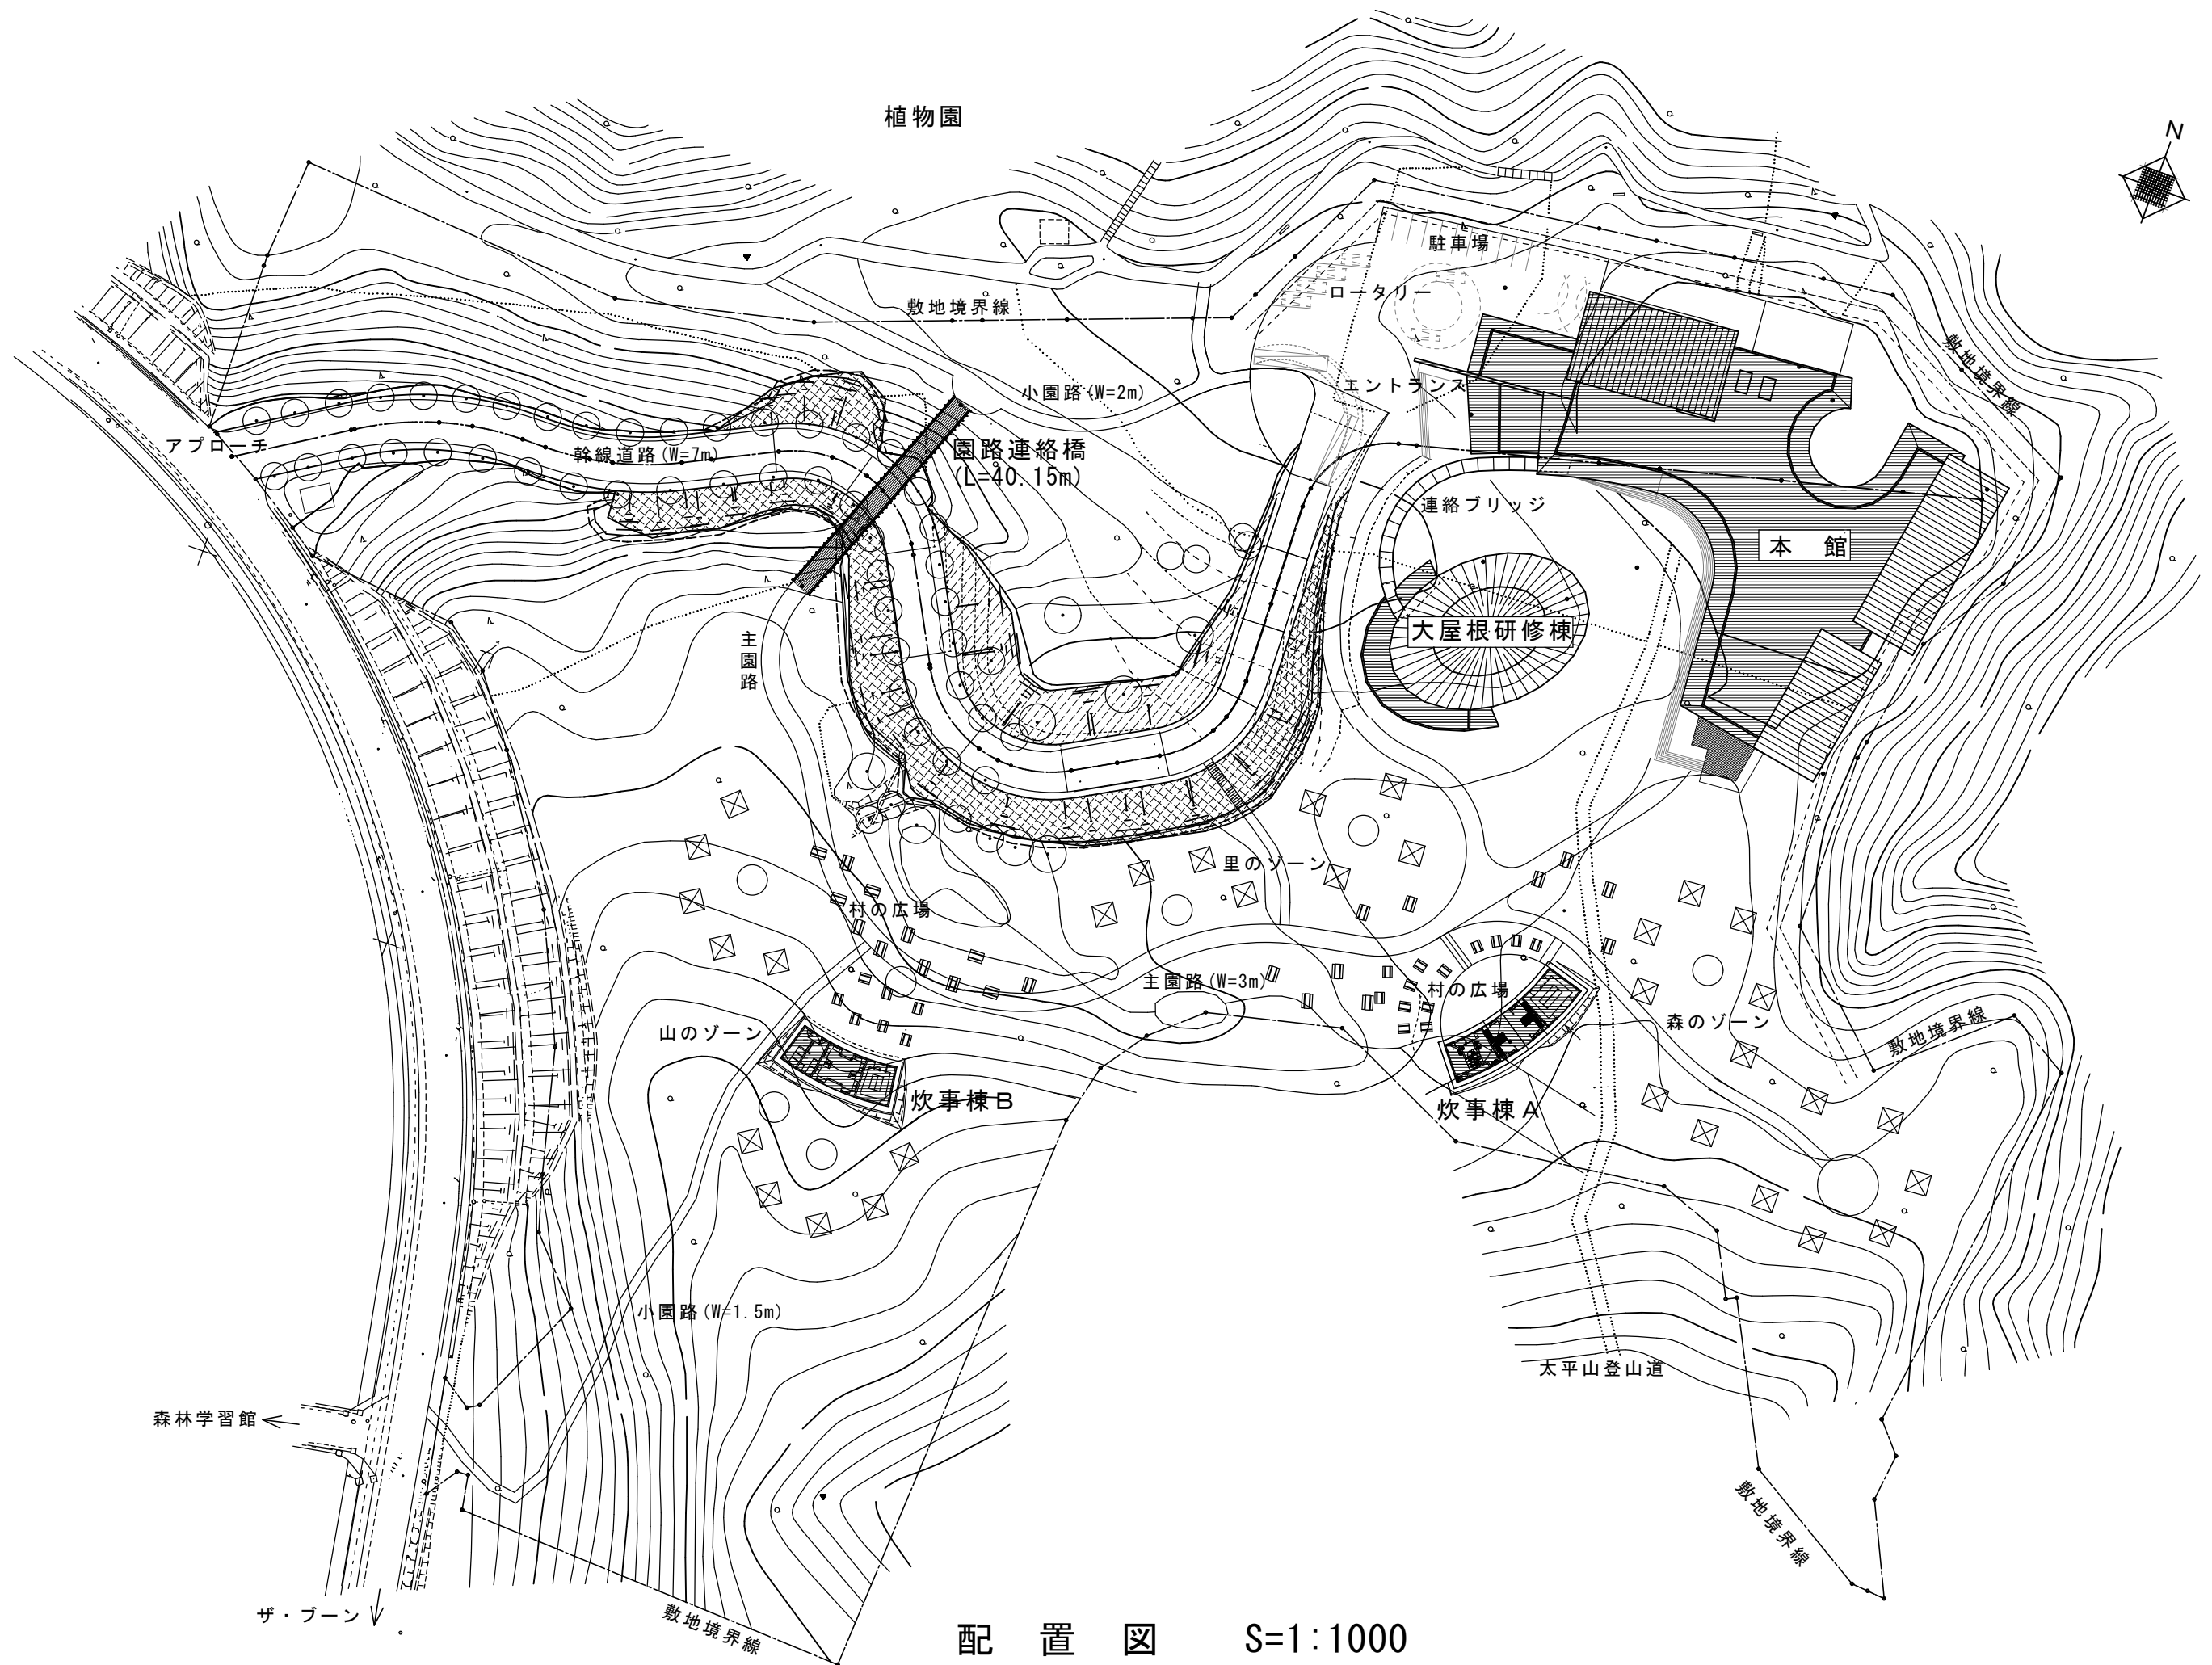 植物園
N
駐車場
ロータリー
敷地境界線
敷地境界線
エントランス
小園路(W=2m)
アプローチ
幹線道路(W=7m)
園路連絡橋
(L=40.15m)
連絡ブリッジ
本 館
大屋根研修棟
主園路
里のゾーン
村の広場
主園路(W=3m)
村の広場
山のゾーン
森のゾーン
敷地境界線
炊事棟B
炊事棟A
小園路(W=1.5m)
太平山登山道
森林学習館
敷地境界線
ザ・ブーン
敷地境界線
配 置 図 S=1:1000